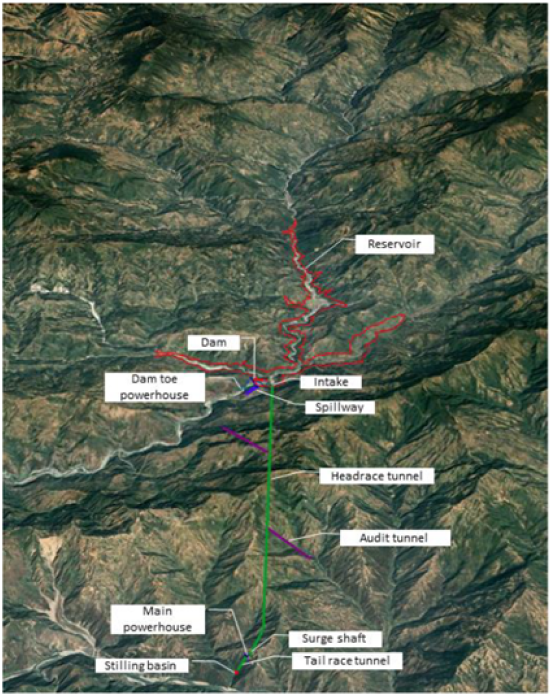 Reservoir
Dam
Dam toe
powerhouse
Intake
Spillway
Headrace tunnel
Audit tunnel
Main
powerhouse
Surge shaft
Stilling basin
Tail race tunnel